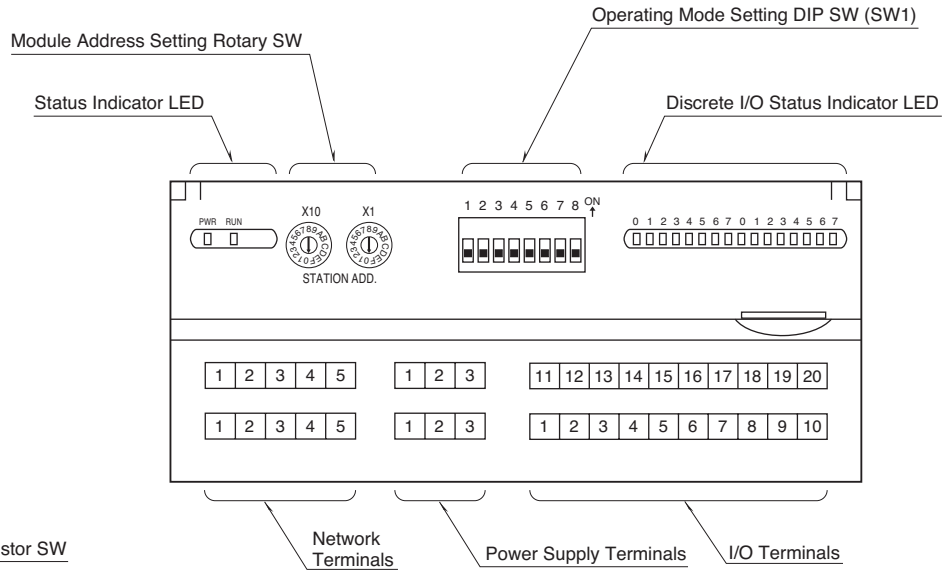 Operating Mode Setting DIP SW (SW1)
Module Address Setting Rotary SW
Status Indicator LED
Discrete I/O Status Indicator LED
PWR RUN
X10 X1
0123456789ABCDEF 0123456789ABCDEF
STATION ADD.
1 2 3 4 5 6 7 8 ON
0 1 2 3 4 5 6 7 0 1 2 3 4 5 6 7
1 2 3 4 5 1 2 3 11 12 13 14 15 16 17 18 19 20
1 2 3 4 5 1 2 3 1 2 3 4 5 6 7 8 9 10
stor SW
Network
Terminals
Power Supply Terminals
I/O Terminals